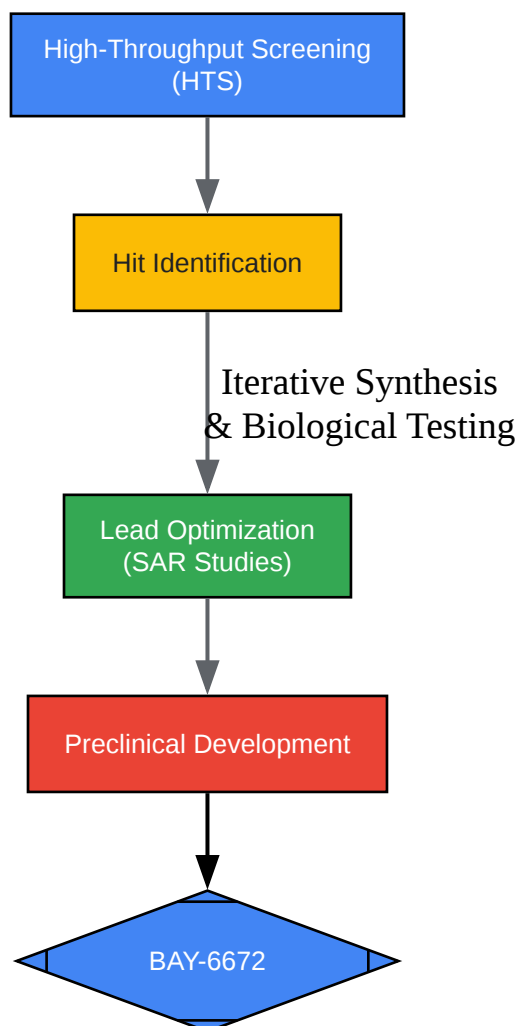 High-Throughput Screening
(HTS)
Hit Identification
Iterative Synthesis
& Biological Testing
Lead Optimization
(SAR Studies)
Preclinical Development
BAY-6672